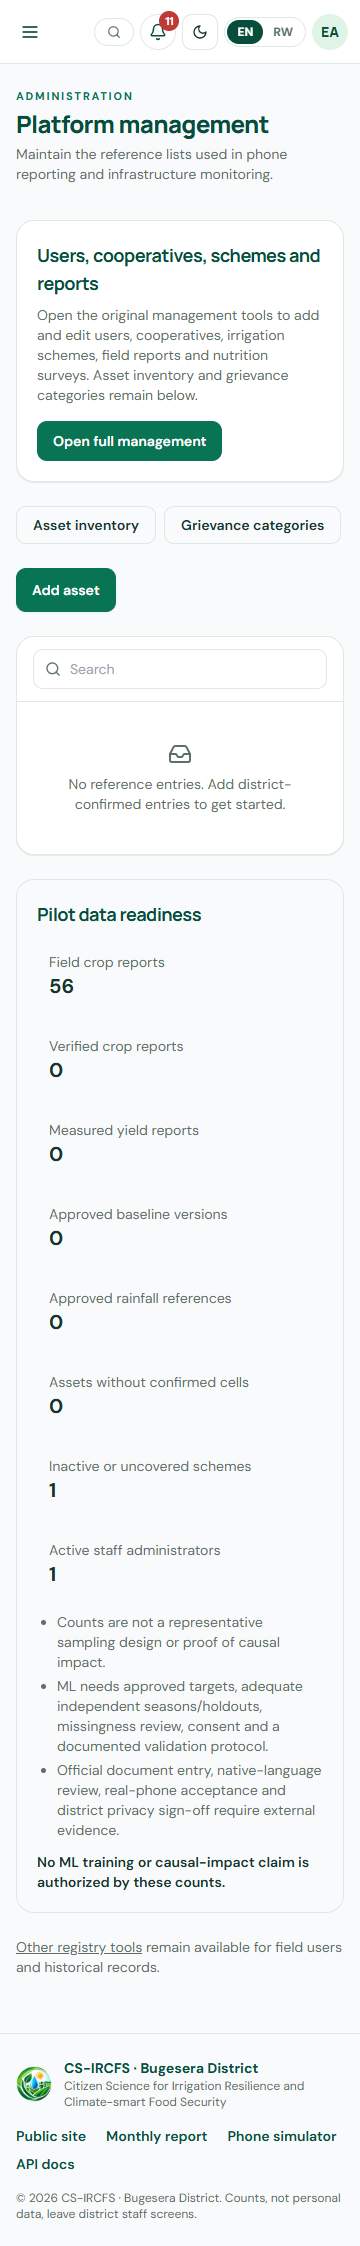 11
EN RW
EA
ADMINISTRATION
Platform management
Maintain the reference lists used in phone
reporting and infrastructure monitoring.
Users, cooperatives, schemes and
reports
Open the original management tools to add
and edit users, cooperatives, irrigation
schemes, field reports and nutrition
surveys. Asset inventory and grievance
categories remain below.
Open full management
Asset inventory
Grievance categories
Add asset
Search
No reference entries. Add district-
confirmed entries to get started.
Pilot data readiness
Field crop reports
56
Verified crop reports
0
Measured yield reports
0
Approved baseline versions
0
Approved rainfall references
0
Assets without confirmed cells
0
Inactive or uncovered schemes
1
Active staff administrators
1
• Counts are not a representative
sampling design or proof of causal
impact.
• ML needs approved targets, adequate
independent seasons/holdouts,
missingness review, consent and a
documented validation protocol.
• Official document entry, native-language
review, real-phone acceptance and
district privacy sign-off require external
evidence.
No ML training or causal-impact claim is
authorized by these counts.
Other registry tools remain available for field users
and historical records.
CS-IRCFS · Bugesera District
Citizen Science for Irrigation Resilience and
Climate-smart Food Security
Public site Monthly report Phone simulator
API docs
© 2026 CS-IRCFS · Bugesera District. Counts, not personal
data, leave district staff screens.